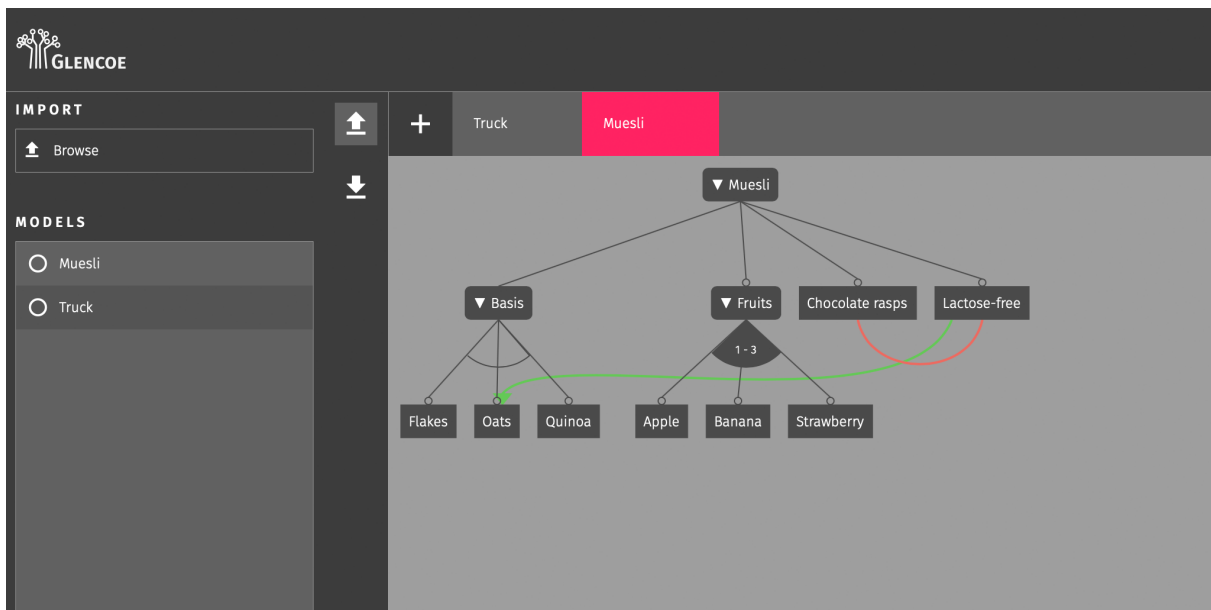 GLENCOE
IMPORT
Browse
MODELS
Muesli
Truck
+ Truck Muesli
▼ Muesli
▼ Basis ▼ Fruits Chocolate rasps Lactose-free
1 - 3
Flakes Oats Quinoa Apple Banana Strawberry